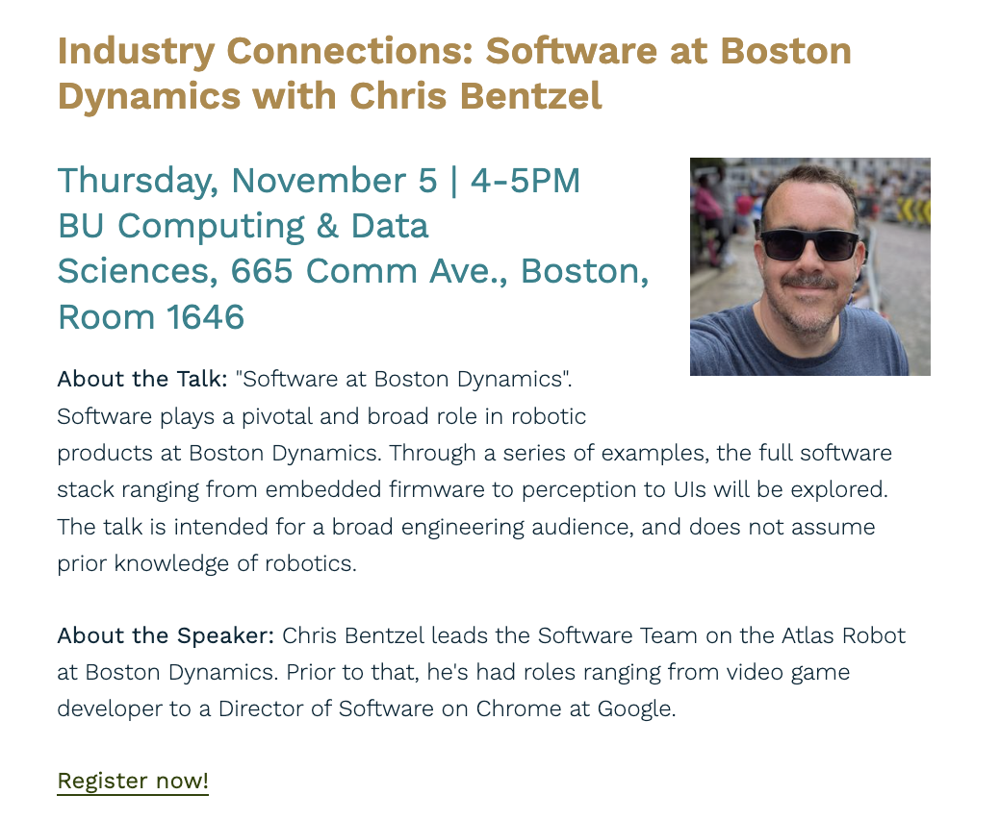 Industry Connections: Software at Boston
Dynamics with Chris Bentzel
Thursday, November 5 | 4-5PM
BU Computing & Data
Sciences, 665 Comm Ave., Boston,
Room 1646
About the Talk: "Software at Boston Dynamics".
Software plays a pivotal and broad role in robotic
products at Boston Dynamics. Through a series of examples, the full software
stack ranging from embedded firmware to perception to UIs will be explored.
The talk is intended for a broad engineering audience, and does not assume
prior knowledge of robotics.
About the Speaker: Chris Bentzel leads the Software Team on the Atlas Robot
at Boston Dynamics. Prior to that, he's had roles ranging from video game
developer to a Director of Software on Chrome at Google.
Register now!